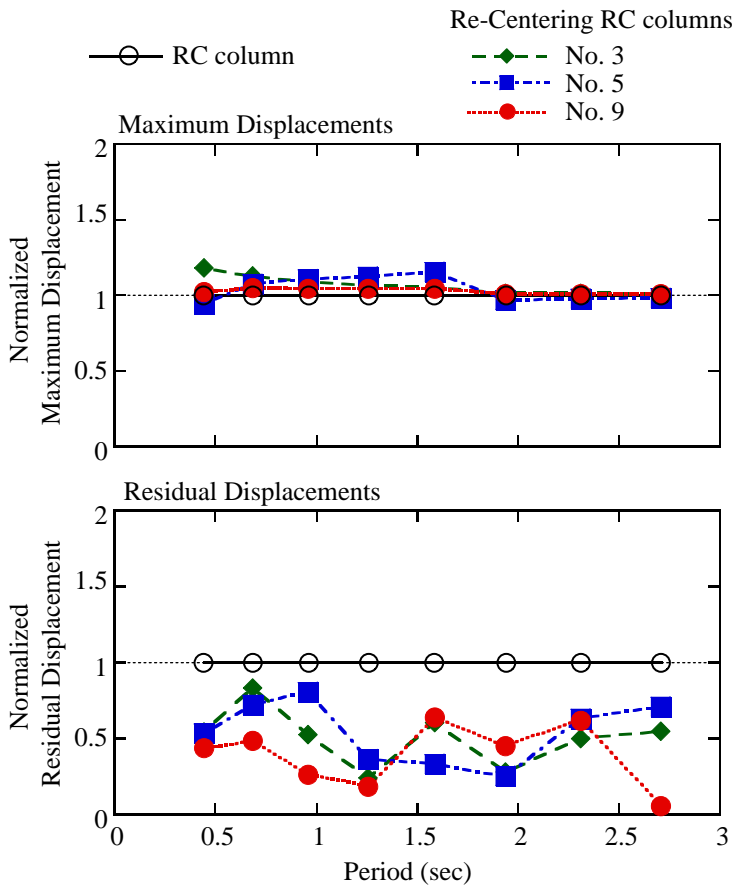 Re-Centering RC columns
RC column
No. 3
No. 5
No. 9
Maximum Displacements
2
1.5
1
0.5
0
Normalized
Maximum Displacement
Residual Displacements
2
1.5
1
0.5
0
Normalized
Residual Displacement
0 0.5 1 1.5 2 2.5 3
Period (sec)